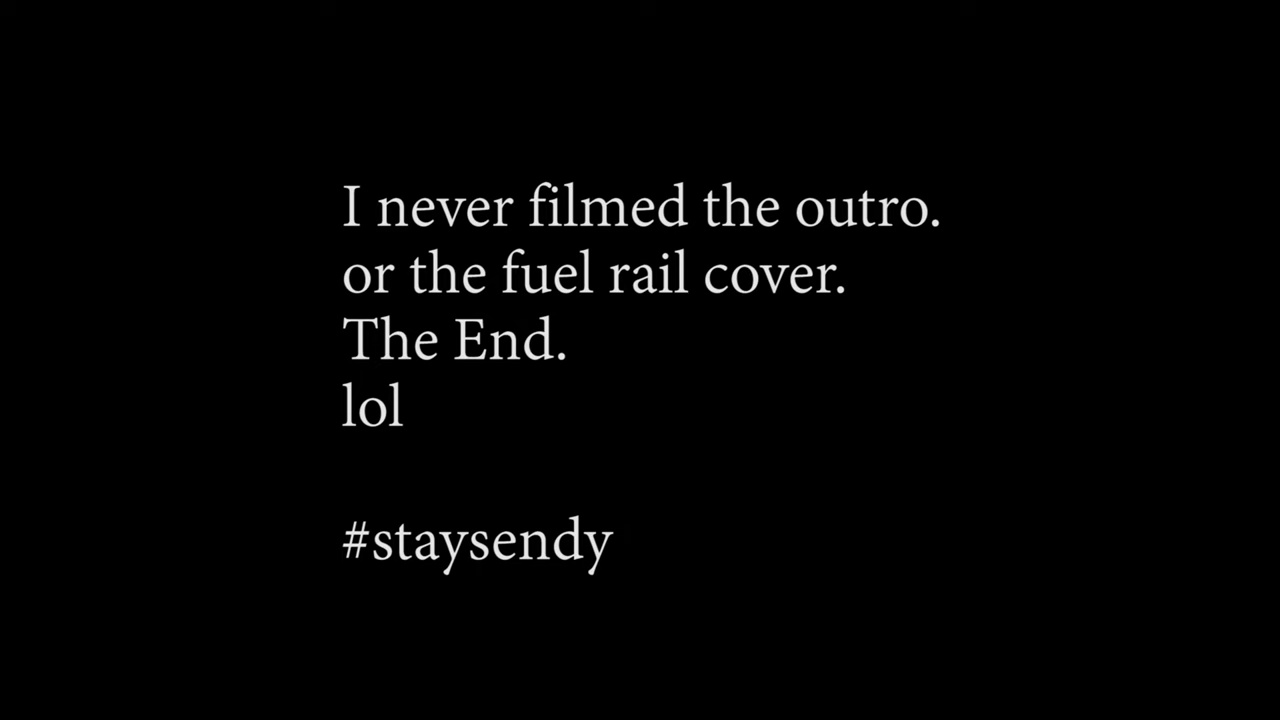 I never filmed the outro.
or the fuel rail cover.
The End.
lol
#staysendy